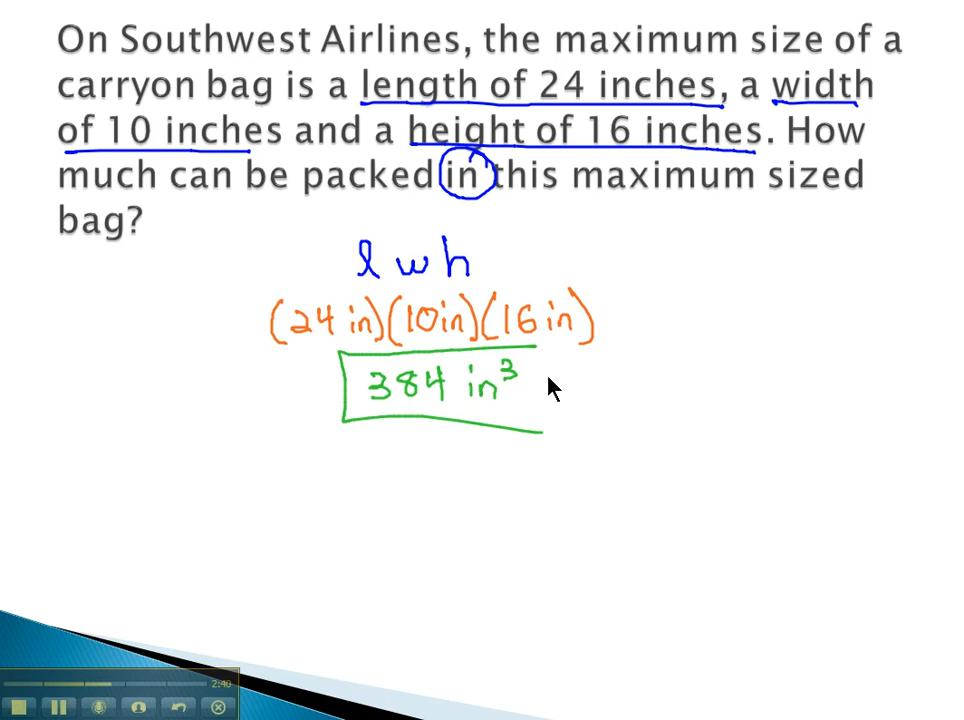 On Southwest Airlines, the maximum size of a
carryon bag is a length of 24 inches, a width
of 10 inches and a height of 16 inches. How
much can be packed in this maximum sized
bag?
l w h
(24 in)(10in)(16 in)
384 in³
2:40